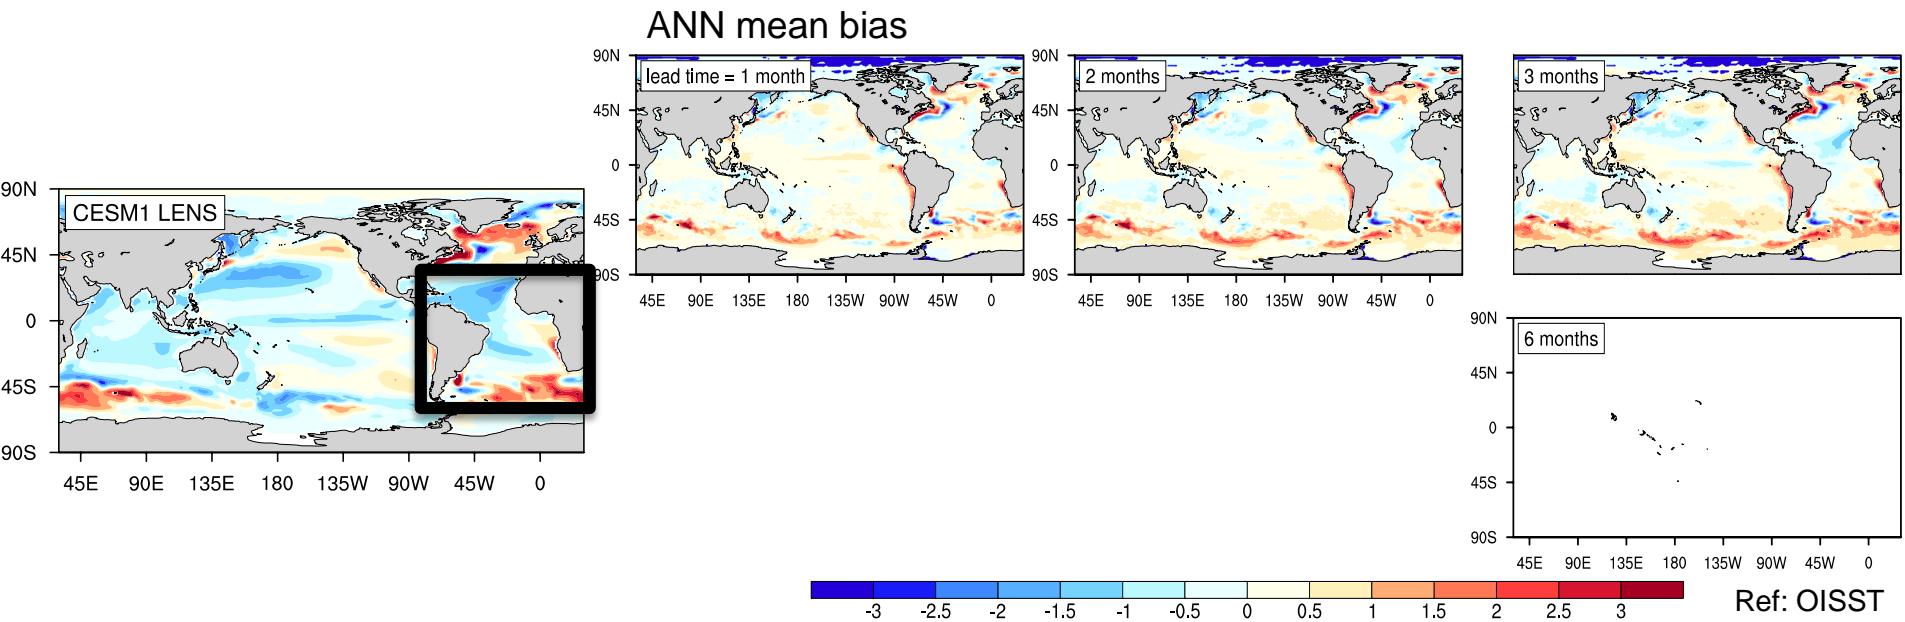 ANN mean bias
90N
45N
0
45S
90S
lead time = 1 month
45E 90E 135E 180 135W 90W 45W 0
90N
45N
0
45S
90S
2 months
45E 90E 135E 180 135W 90W 45W 0
3 months
90N
45N
0
45S
90S
CESM1 LENS
45E 90E 135E 180 135W 90W 45W 0
90N
45N
0
45S
90S
6 months
45E 90E 135E 180 135W 90W 45W 0
-3 -2.5 -2 -1.5 -1 -0.5 0 0.5 1 1.5 2 2.5 3
Ref: OISST